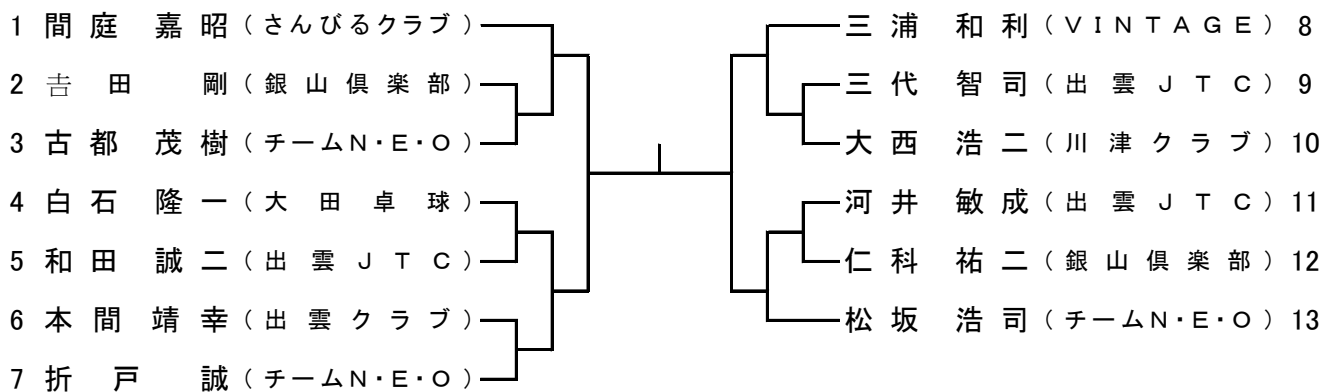 1 間庭 嘉昭 (さんびるクラブ)
2 𠮷田 剛 (銀山倶楽部)
3 古都 茂樹 (チームN・E・O)
4 白石 隆一 (大田卓球)
5 和田 誠二 (出雲JTC)
6 本間 靖幸 (出雲クラブ)
7 折戸 誠 (チームN・E・O)
三浦 和利 (VINTAGE) 8
三代 智司 (出雲JTC) 9
大西 浩二 (川津クラブ) 10
河井 敏成 (出雲JTC) 11
仁科 祐二 (銀山倶楽部) 12
松坂 浩司 (チームN・E・O) 13